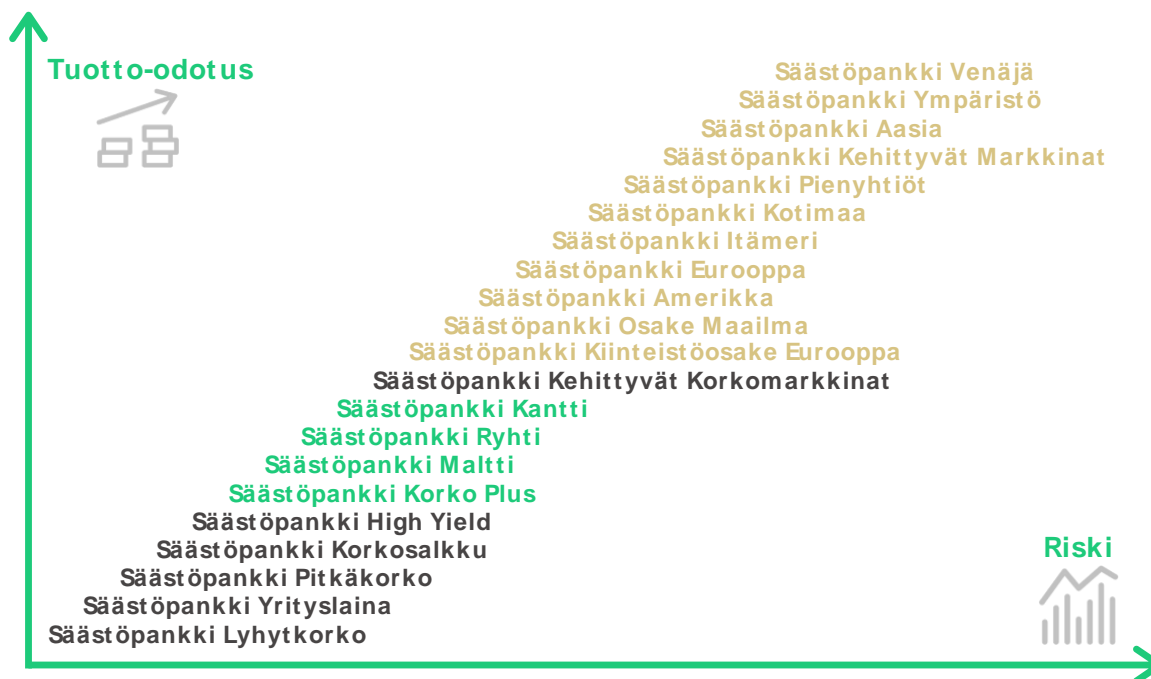 Tuotto-odotus
Säästöpankki Venäjä
Säästöpankki Ympäristö
Säästöpankki Aasia
Säästöpankki Kehittyvät Markkinat
Säästöpankki Pienyhtiöt
Säästöpankki Kotimaa
Säästöpankki Itämeri
Säästöpankki Eurooppa
Säästöpankki Amerikka
Säästöpankki Osake Maailma
Säästöpankki Kiinteistöosake Eurooppa
Säästöpankki Kehittyvät Korkomarkkinat
Säästöpankki Kantti
Säästöpankki Ryhti
Säästöpankki Maltti
Säästöpankki Korko Plus
Säästöpankki High Yield
Säästöpankki Korkosalkku
Säästöpankki Pitkäkorko
Säästöpankki Yrityslaina
Säästöpankki Lyhytkorko
Riski